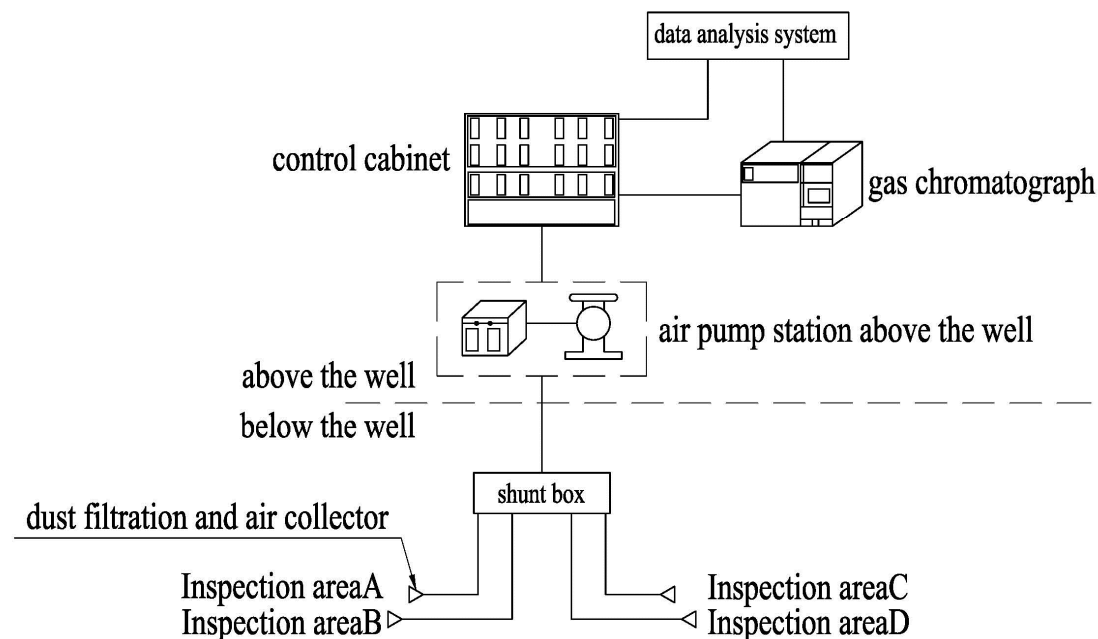 data analysis system
control cabinet
gas chromatograph
air pump station above the well
above the well
below the well
shunt box
dust filtration and air collector
Inspection areaA
Inspection areaC
Inspection areaB
Inspection areaD